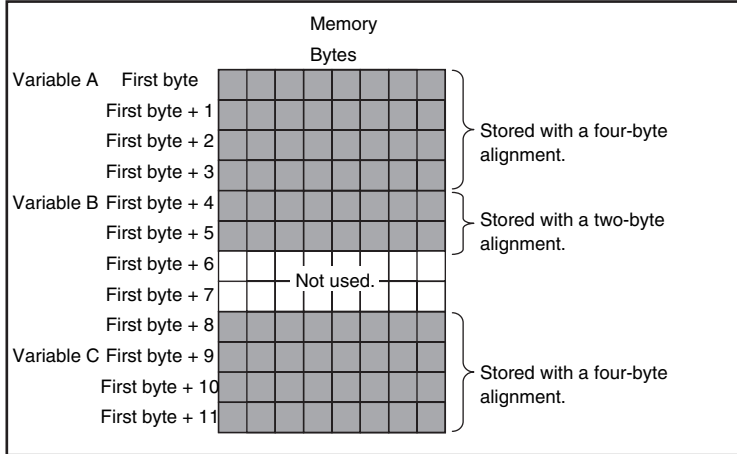 Memory
Bytes
Variable A First byte
First byte + 1
First byte + 2
First byte + 3
Stored with a four-byte
alignment.
Variable B First byte + 4
First byte + 5
Stored with a two-byte
alignment.
First byte + 6
First byte + 7
Not used.
First byte + 8
Variable C First byte + 9
First byte + 10
First byte + 11
Stored with a four-byte
alignment.